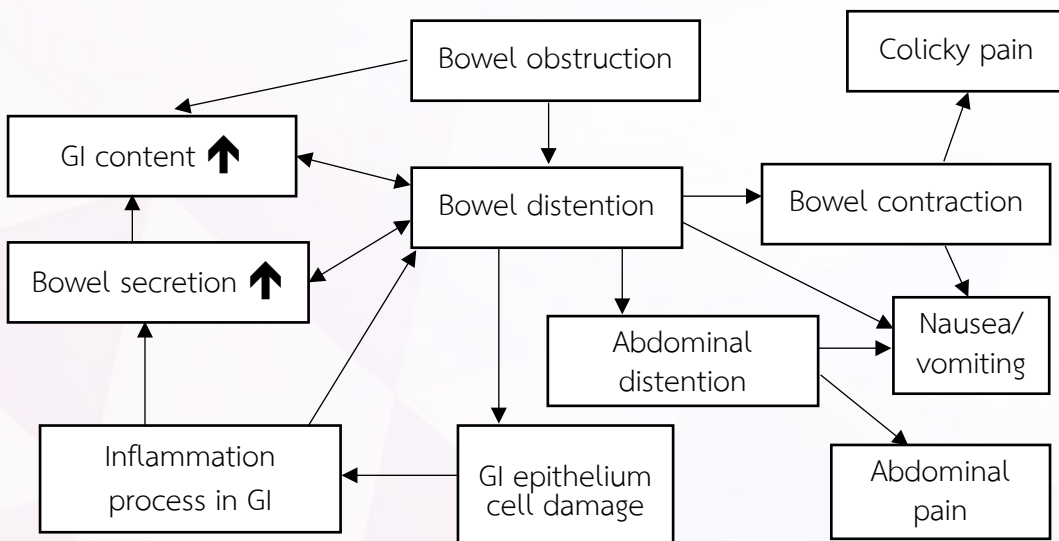 Bowel obstruction
Colicky pain
GI content ↑
Bowel distention
Bowel contraction
Bowel secretion ↑
Abdominal
distention
Nausea/
vomiting
Inflammation
process in GI
GI epithelium
cell damage
Abdominal
pain